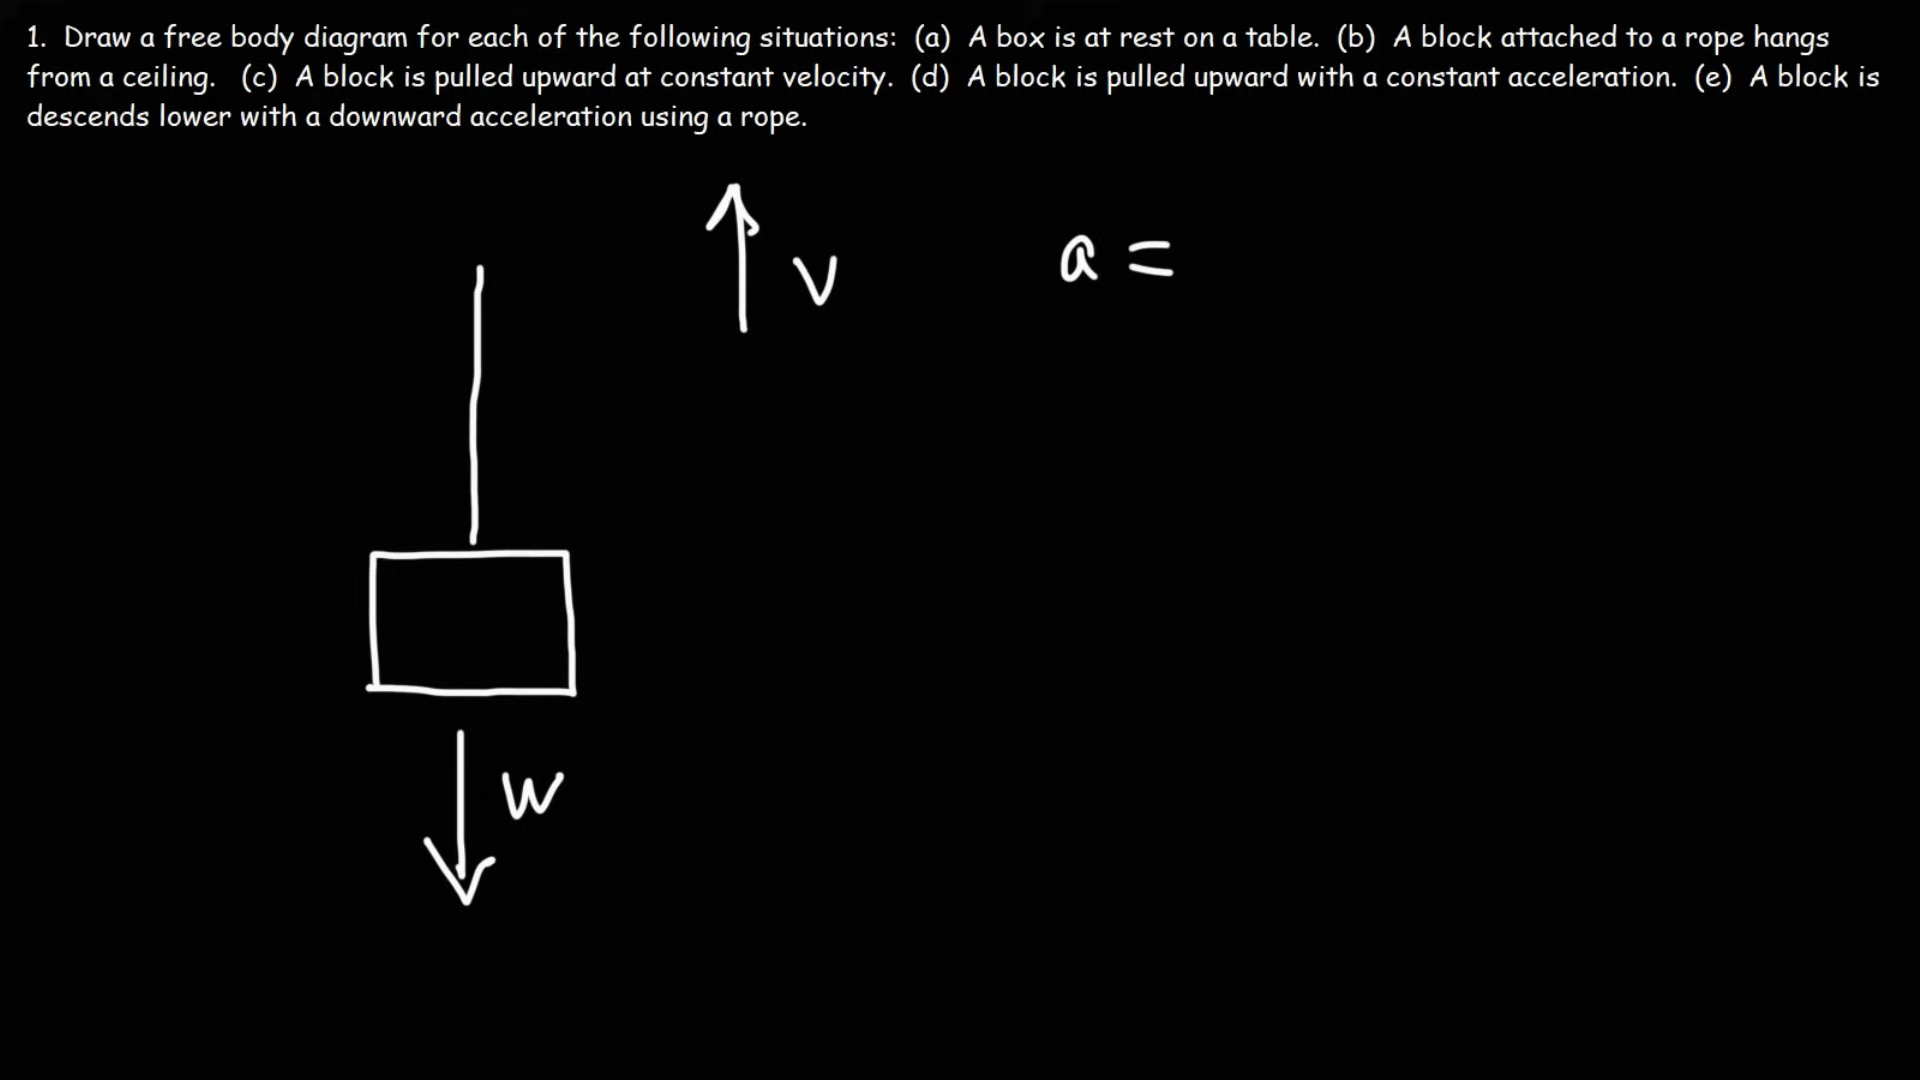 1. Draw a free body diagram for each of the following situations: (a) A box is at rest on a table. (b) A block attached to a rope hangs
from a ceiling. (c) A block is pulled upward at constant velocity. (d) A block is pulled upward with a constant acceleration. (e) A block is
descends lower with a downward acceleration using a rope.
v
a =
w